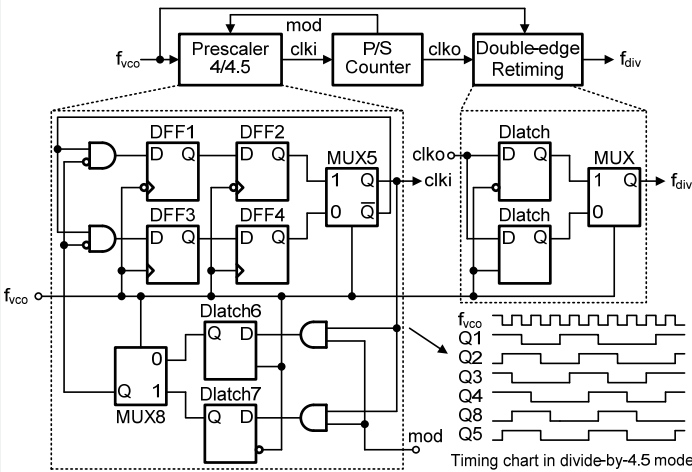 mod
f_vco
Prescaler
4/4.5
clki
P/S
Counter
clko
Double-edge
Retiming
f_div
DFF1
DFF2
D Q
D Q
MUX5
1 Q
0 Q̅
clki
DFF3
DFF4
D Q
D Q
clko
Dlatch
D Q
MUX
1 Q
0
f_div
Dlatch
D Q
f_vco
Dlatch6
Q D
0
Q 1
MUX8
Dlatch7
Q D
mod
f_vco
Q1
Q2
Q3
Q4
Q8
Q5
Timing chart in divide-by-4.5 mode